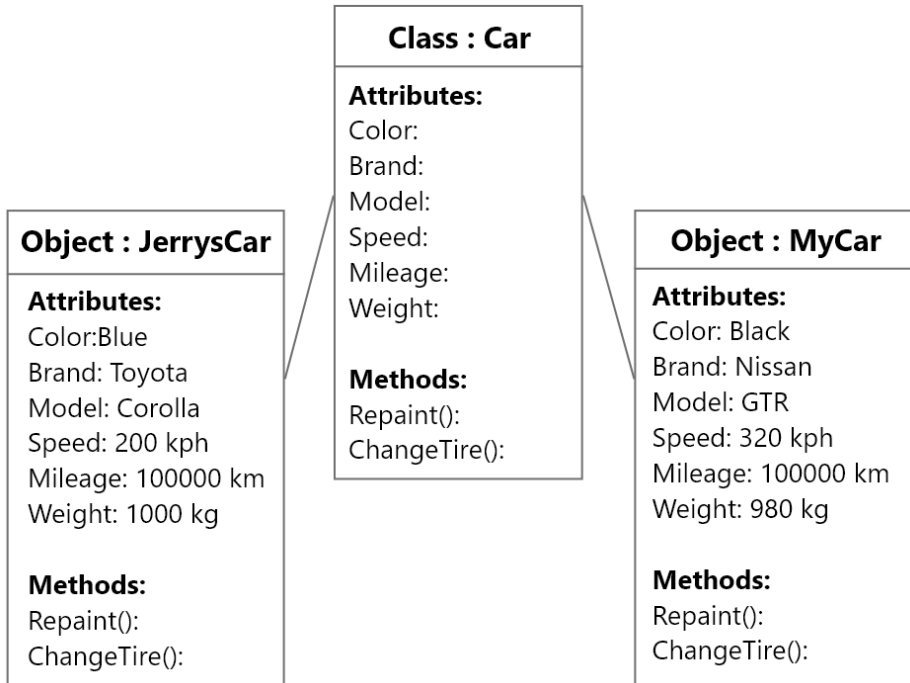 Class : Car
Attributes:
Color:
Brand:
Model:
Speed:
Mileage:
Weight:
Methods:
Repaint():
ChangeTire():
Object : JerrysCar
Attributes:
Color:Blue
Brand: Toyota
Model: Corolla
Speed: 200 kph
Mileage: 100000 km
Weight: 1000 kg
Methods:
Repaint():
ChangeTire():
Object : MyCar
Attributes:
Color: Black
Brand: Nissan
Model: GTR
Speed: 320 kph
Mileage: 100000 km
Weight: 980 kg
Methods:
Repaint():
ChangeTire():